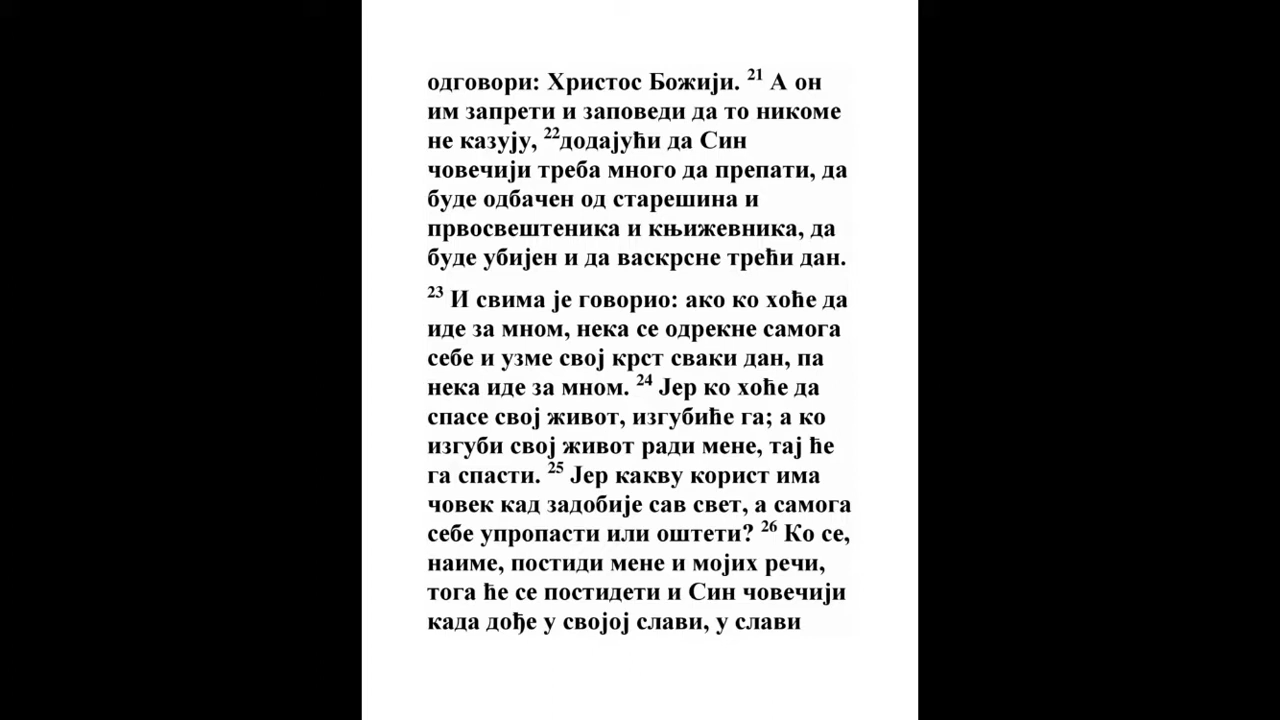 одговори: Христос Божији. 21 А он
им запрети и заповеди да то никоме
не казују, 22додајући да Син
човечији треба много да препати, да
буде одбачен од старешина и
првосвештеника и књижевника, да
буде убијен и да васкрсне трећи дан.
23 И свима је говорио: ако ко хоће да
иде за мном, нека се одрекне самога
себе и узме свој крст сваки дан, па
нека иде за мном. 24 Јер ко хоће да
спасе свој живот, изгубиће га; а ко
изгуби свој живот ради мене, тај ће
га спасти. 25 Јер какву корист има
човек кад задобије сав свет, а самога
себе упропасти или оштети? 26 Ко се,
наиме, постиди мене и мојих речи,
тога ће се постидети и Син човечији
када дође у својој слави, у слави